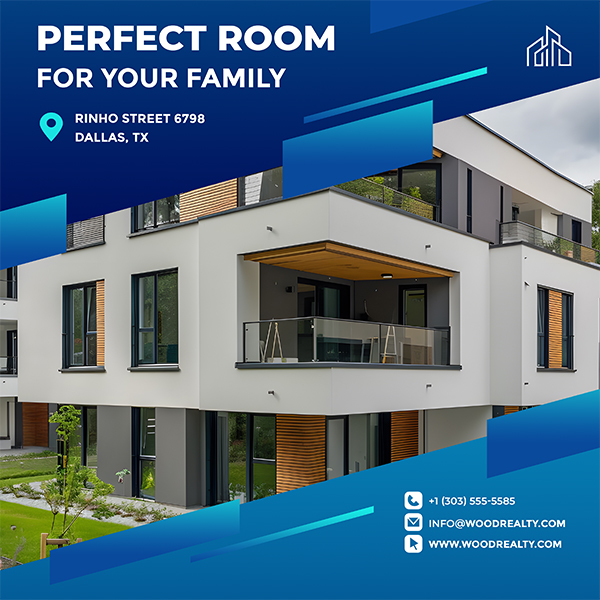 PERFECT ROOM
FOR YOUR FAMILY
RINHO STREET 6798
DALLAS, TX
+1 (303) 555-5585
INFO@WOODREALTY.COM
WWW.WOODREALTY.COM